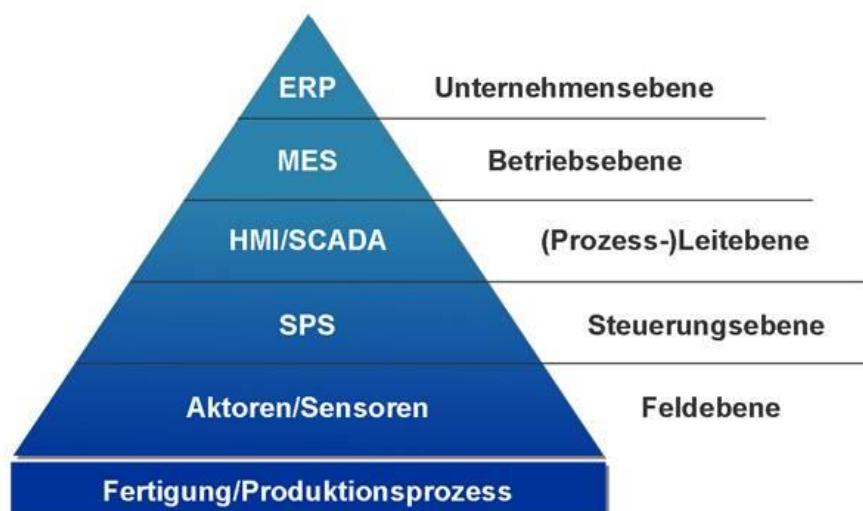 ERP Unternehmensebene
MES Betriebsebene
HMI/SCADA (Prozess-)Leitebene
SPS Steuerungsebene
Aktoren/Sensoren Feldebene
Fertigung/Produktionsprozess